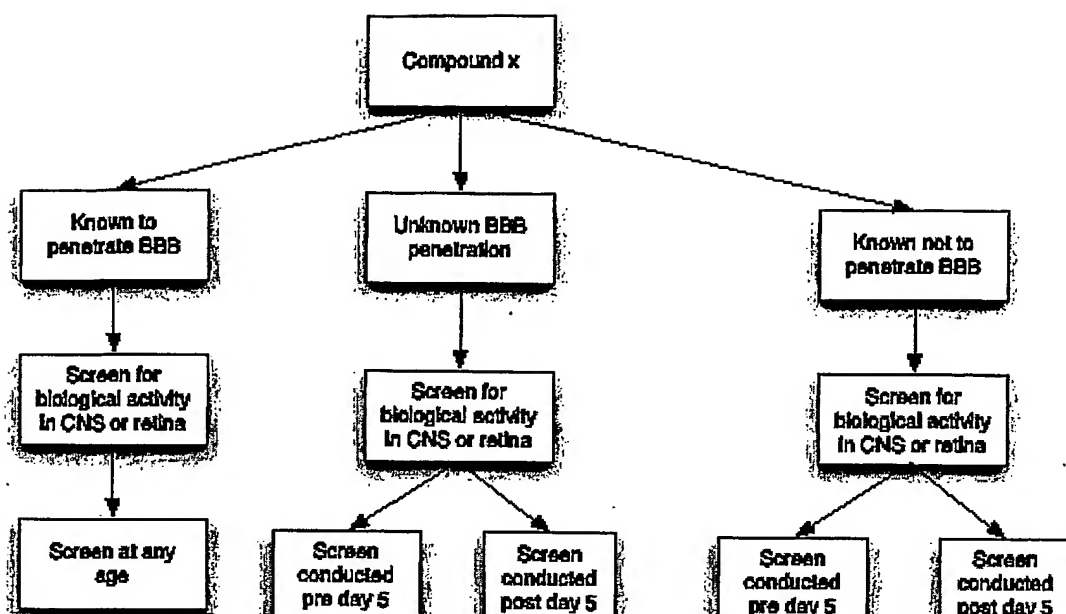 Compound x
Known to
penetrate BBB
Unknown BBB
penetration
Known not to
penetrate BBB
Screen for
biological activity
in CNS or retina
Screen for
biological activity
in CNS or retina
Screen for
biological activity
in CNS or retina
Screen at any
age
Screen
conducted
pre day 5
Screen
conducted
post day 5
Screen
conducted
pre day 5
Screen
conducted
post day 5